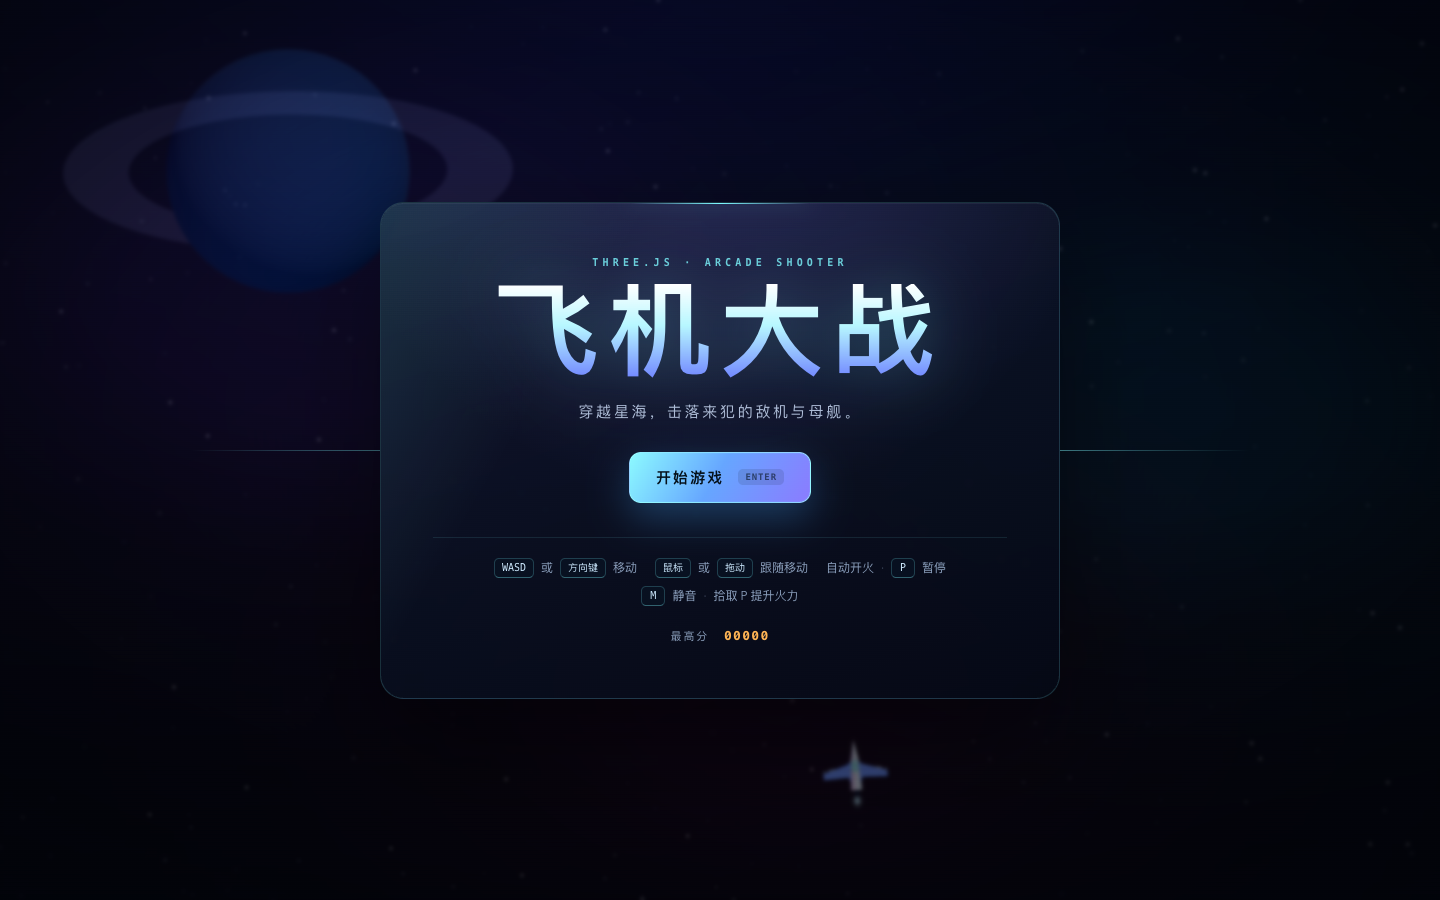 THREE.JS · ARCADE SHOOTER
飞机大战
穿越星海，击落来犯的敌机与母舰。
开始游戏 ENTER
WASD 或 方向键 移动 鼠标 或 拖动 跟随移动 自动开火 · P 暂停
M 静音 · 拾取 P 提升火力
最高分 00000